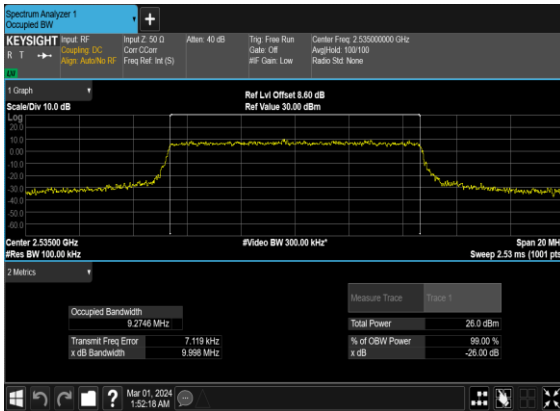 Spectrum Analyzer 1
Occupied BW
KEYSIGHT
R T
LW
Input: RF
Coupling: DC
Align: Auto/No RF
Input Z: 50 Ω
Corr CCorr
Freq Ref: Int (S)
Atten: 40 dB
Trig: Free Run
Gate: Off
#IF Gain: Low
Center Freq: 2.535000000 GHz
Avg|Hold: 100/100
Radio Std: None
1 Graph
Scale/Div 10.0 dB
Ref Lvl Offset 8.60 dB
Ref Value 30.00 dBm
Log
20.0
10.0
0.00
-10.0
-20.0
-30.0
-40.0
-50.0
-60.0
Center 2.53500 GHz
#Res BW 100.00 kHz
#Video BW 300.00 kHz*
Span 20 MH
Sweep 2.53 ms (1001 pts
2 Metrics
Measure Trace
Trace 1
Occupied Bandwidth
9.2746 MHz
Total Power
26.0 dBm
Transmit Freq Error
7.119 kHz
% of OBW Power
99.00 %
x dB Bandwidth
9.998 MHz
x dB
-26.00 dB
Mar 01, 2024
1:52:18 AM